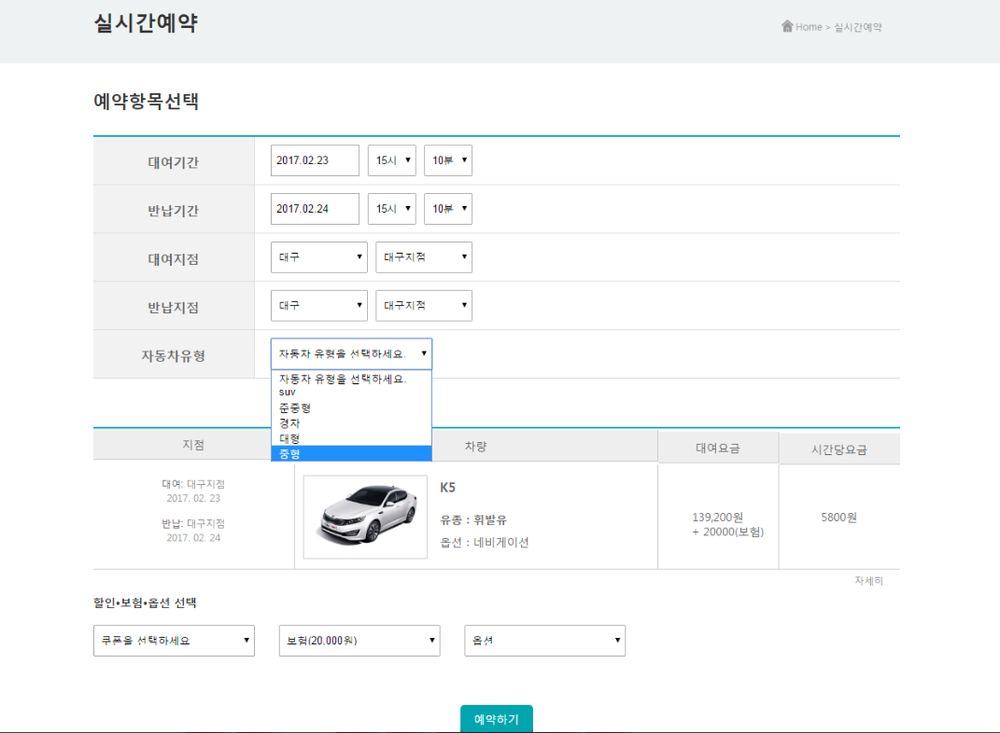 실시간예약
Home > 실시간예약
예약항목선택
대여기간 2017.02.23 15시 10분
반납기간 2017.02.24 15시 10분
대여지점 대구 대구지점
반납지점 대구 대구지점
자동차유형 자동차 유형을 선택하세요.
자동차 유형을 선택하세요.
suv
준중형
경차
대형
중형
지점 차량 대여요금 시간당요금
대여: 대구지점
2017. 02. 23
반납: 대구지점
2017. 02. 24
K5
유종 : 휘발유
옵션 : 네비게이션
139,200원
+ 20000(보험)
5800원
자세히
할인•보험•옵션 선택
쿠폰을 선택하세요 보험(20,000원) 옵션
예약하기